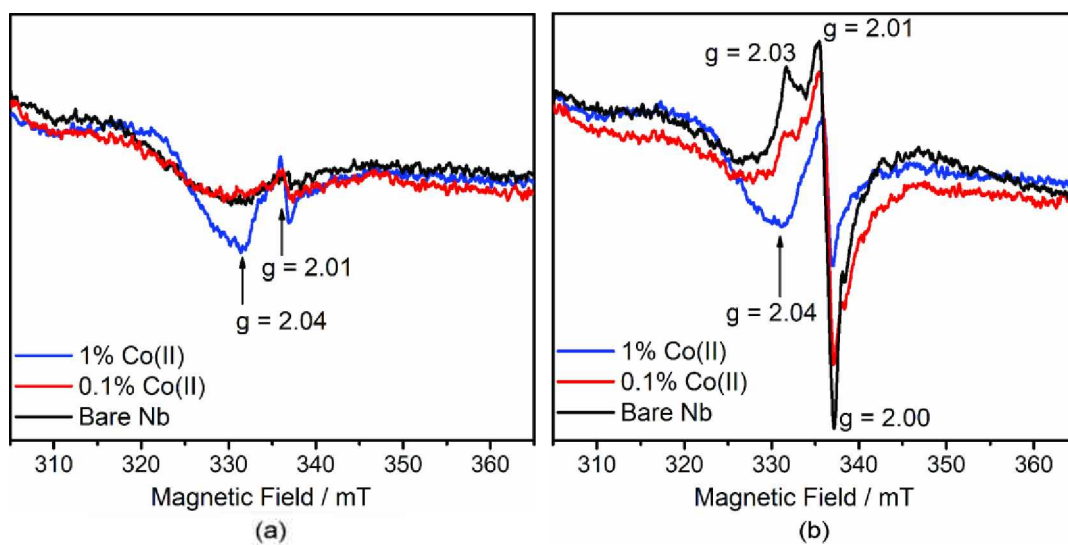 g = 2.01
g = 2.04
1% Co(II)
0.1% Co(II)
Bare Nb
310 320 330 340 350 360
Magnetic Field / mT
(a)
g = 2.01
g = 2.03
g = 2.04
1% Co(II)
0.1% Co(II)
Bare Nb
g = 2.00
310 320 330 340 350 360
Magnetic Field / mT
(b)